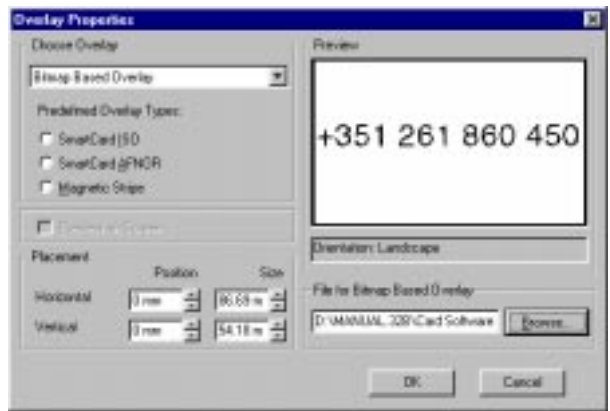 Overlay Properties
Choose Overlay
Bitmap Based Overlay
Predefined Overlay Types:
SmartCard ISO
SmartCard AFNOR
Magnetic Stripe
Placement
Position Size
Horizontal 0 mm 86.69 m
Vertical 0 mm 54.18 m
Preview
+351 261 860 450
Orientation: Landscape
File for Bitmap Based Overlay
D:\MANUAL 328\Card Software Browse...
OK Cancel